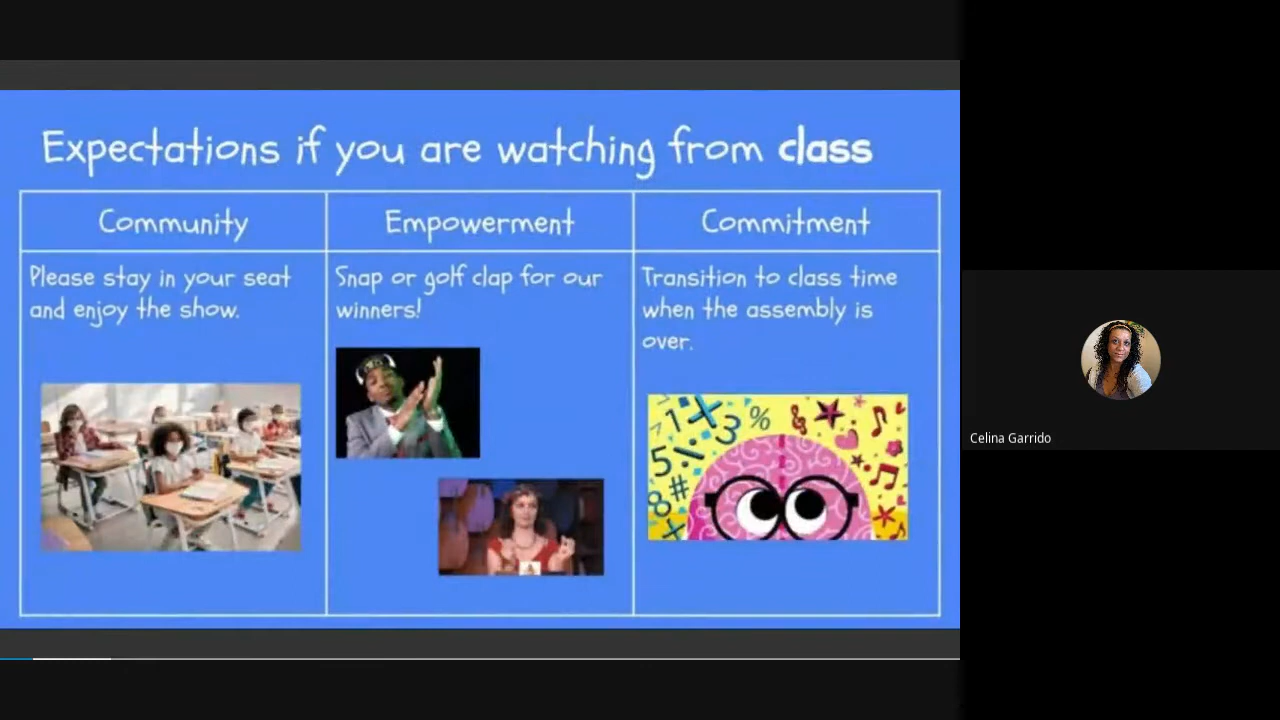 Expectations if you are watching from class
Community
Empowerment
Commitment
Please stay in your seat
and enjoy the show.
Snap or golf clap for our
winners!
Transition to class time
when the assembly is
over.
Celina Garrido